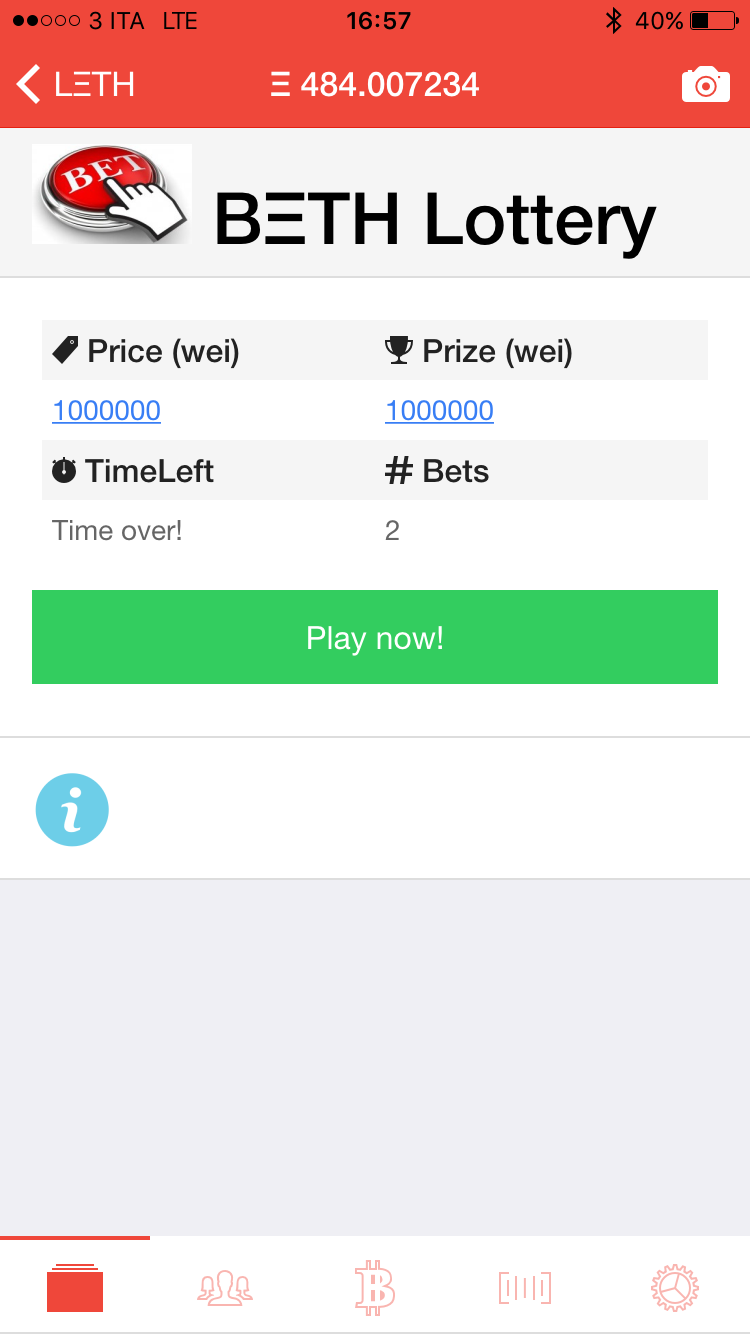 3 ITA LTE 16:57 40%
LΞTH Ξ 484.007234
BET
BΞTH Lottery
Price (wei) Prize (wei)
1000000 1000000
TimeLeft # Bets
Time over! 2
Play now!
i